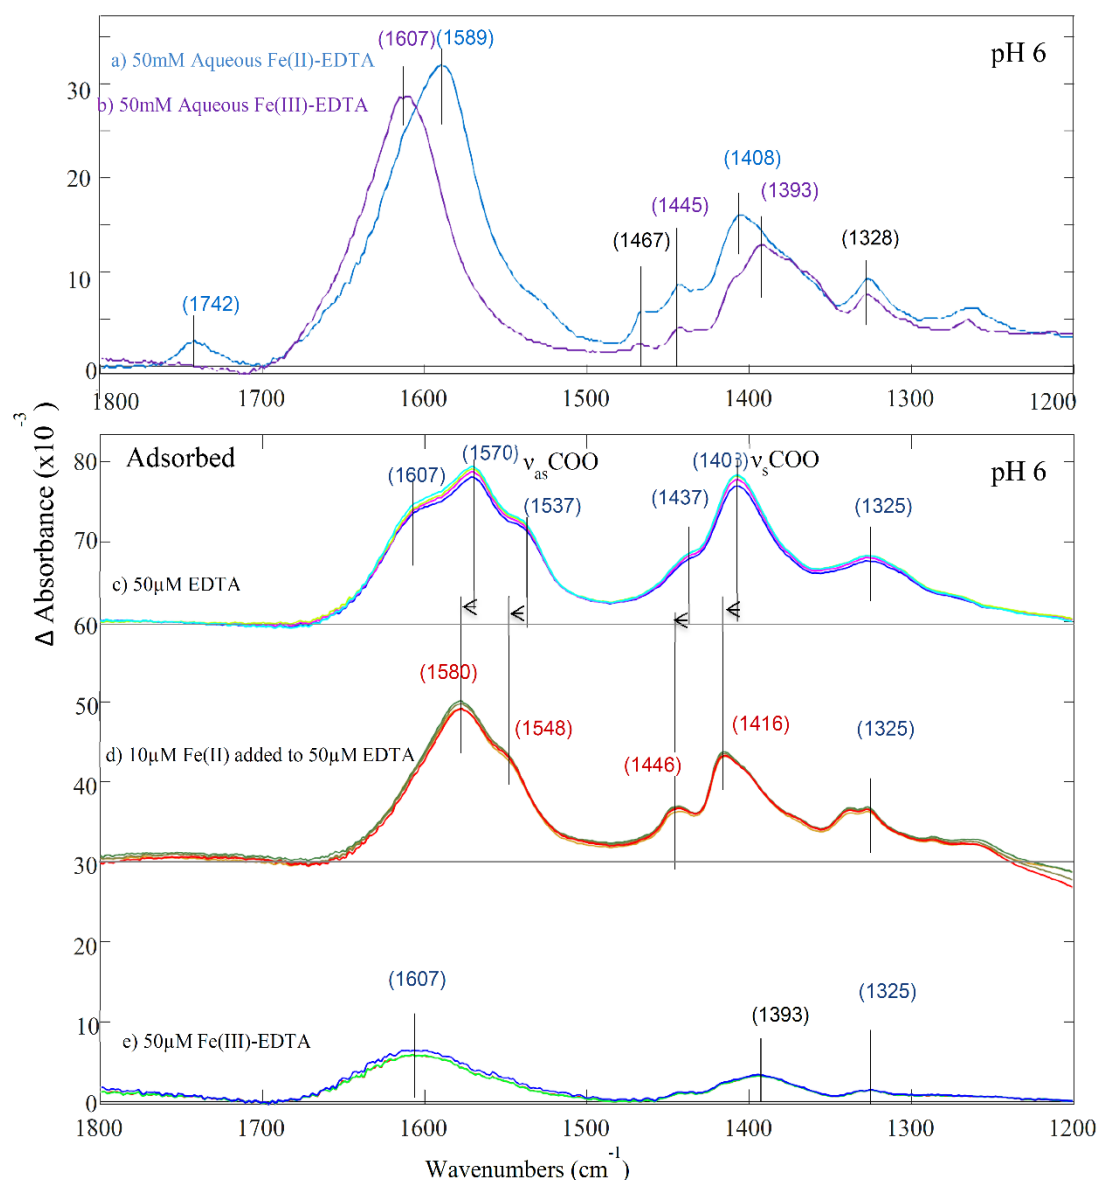 (1607) (1589)
pH 6
a) 50mM Aqueous Fe(II)-EDTA
b) 50mM Aqueous Fe(III)-EDTA
30
20
10
0
(1408)
(1393)
(1445)
(1467)
(1328)
(1742)
1800 1700 1600 1500 1400 1300 1200
Δ Absorbance (x10⁻³)
Adsorbed
pH 6
(1607)
(1570)
νasCOO
(1537)
(1437)
(1403)
νsCOO
(1325)
c) 50µM EDTA
80
70
60
50
40
30
20
10
0
(1580)
(1548)
(1446)
(1416)
(1325)
d) 10µM Fe(II) added to 50µM EDTA
(1607)
(1393)
(1325)
e) 50µM Fe(III)-EDTA
1800 1700 1600 1500 1400 1300 1200
Wavenumbers (cm⁻¹)